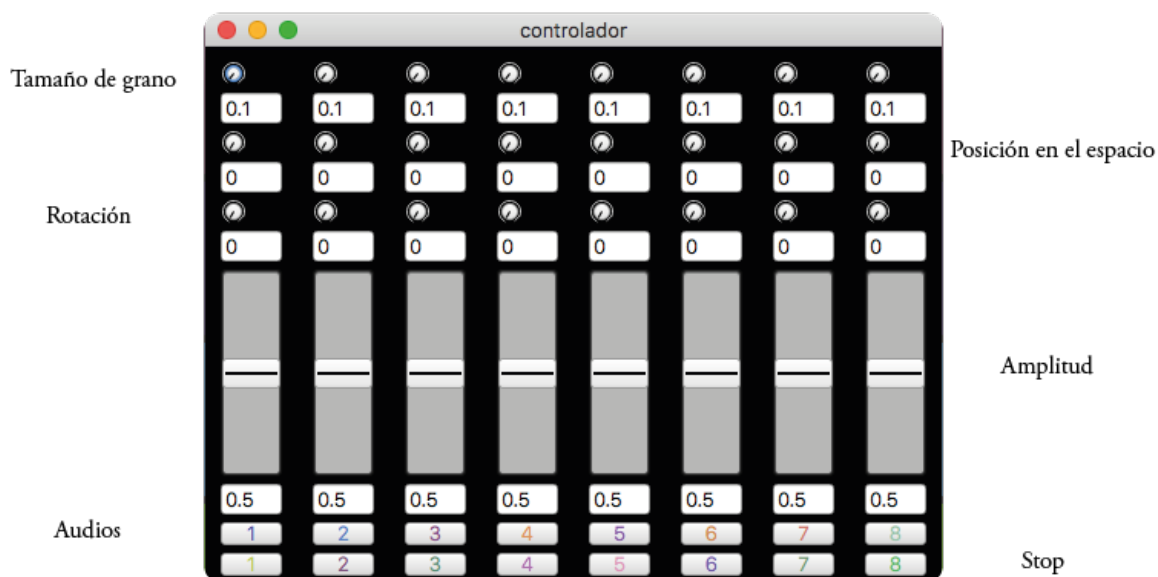 controlador
Tamaño de grano
0.1 0.1 0.1 0.1 0.1 0.1 0.1 0.1
Posición en el espacio
0 0 0 0 0 0 0 0
Rotación
0 0 0 0 0 0 0 0
Amplitud
0.5 0.5 0.5 0.5 0.5 0.5 0.5 0.5
Audios
1 2 3 4 5 6 7 8
1 2 3 4 5 6 7 8
Stop